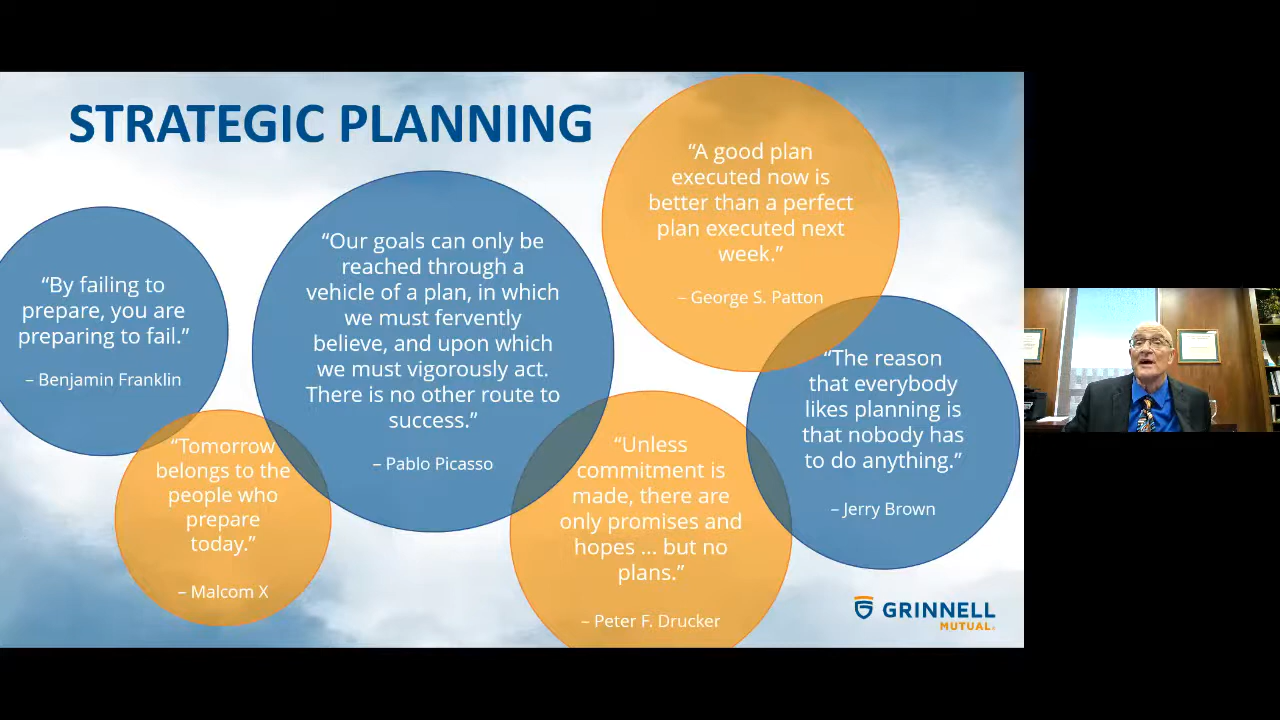 STRATEGIC PLANNING
“By failing to
prepare, you are
preparing to fail.”
– Benjamin Franklin
“Tomorrow
belongs to the
people who
prepare
today.”
– Malcom X
“Our goals can only be
reached through a
vehicle of a plan, in which
we must fervently
believe, and upon which
we must vigorously act.
There is no other route to
success.”
– Pablo Picasso
“A good plan
executed now is
better than a perfect
plan executed next
week.”
– George S. Patton
“Unless
commitment is
made, there are
only promises and
hopes ... but no
plans.”
– Peter F. Drucker
“The reason
that everybody
likes planning is
that nobody has
to do anything.”
– Jerry Brown
GRINNELL
MUTUAL